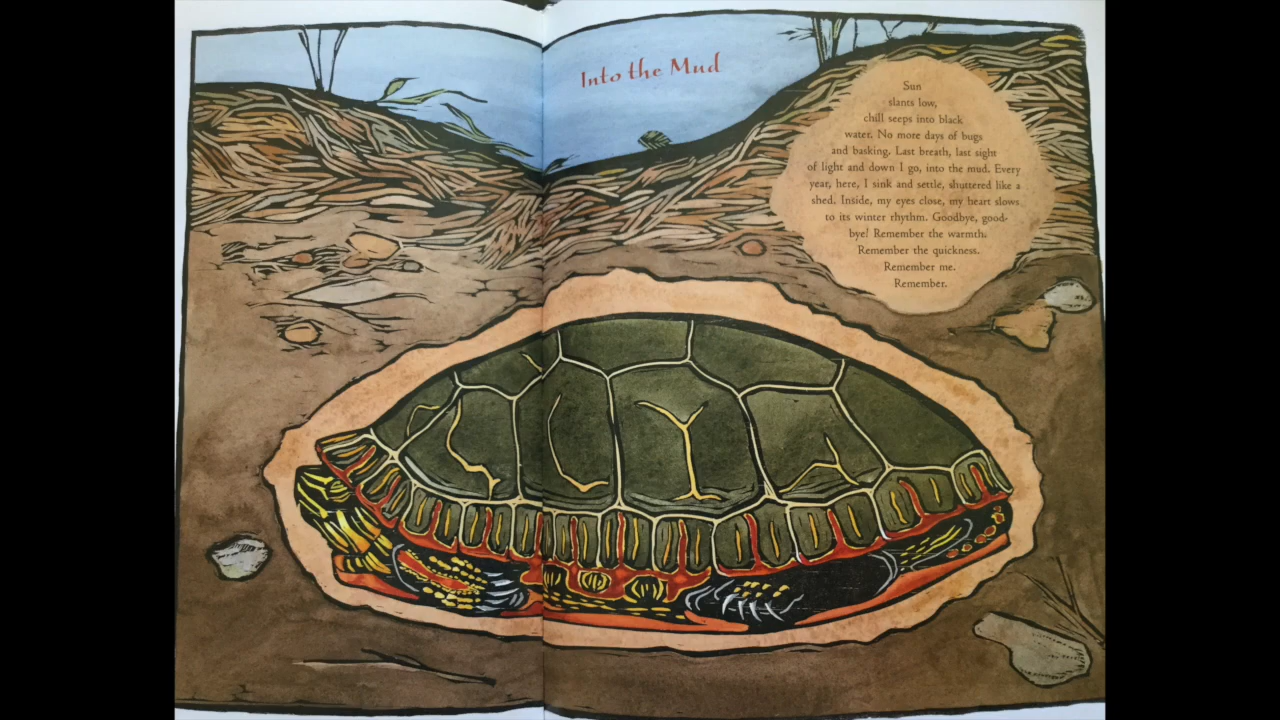 Into the Mud
Sun
slants low,
chill seeps into black
water. No more days of bugs
and basking. Last breath, last sight
of light and down I go, into the mud. Every
year, here, I sink and settle, shuttered like a
shed. Inside, my eyes close, my heart slows
to its winter rhythm. Goodbye, good-
bye! Remember the warmth.
Remember the quickness.
Remember me.
Remember.